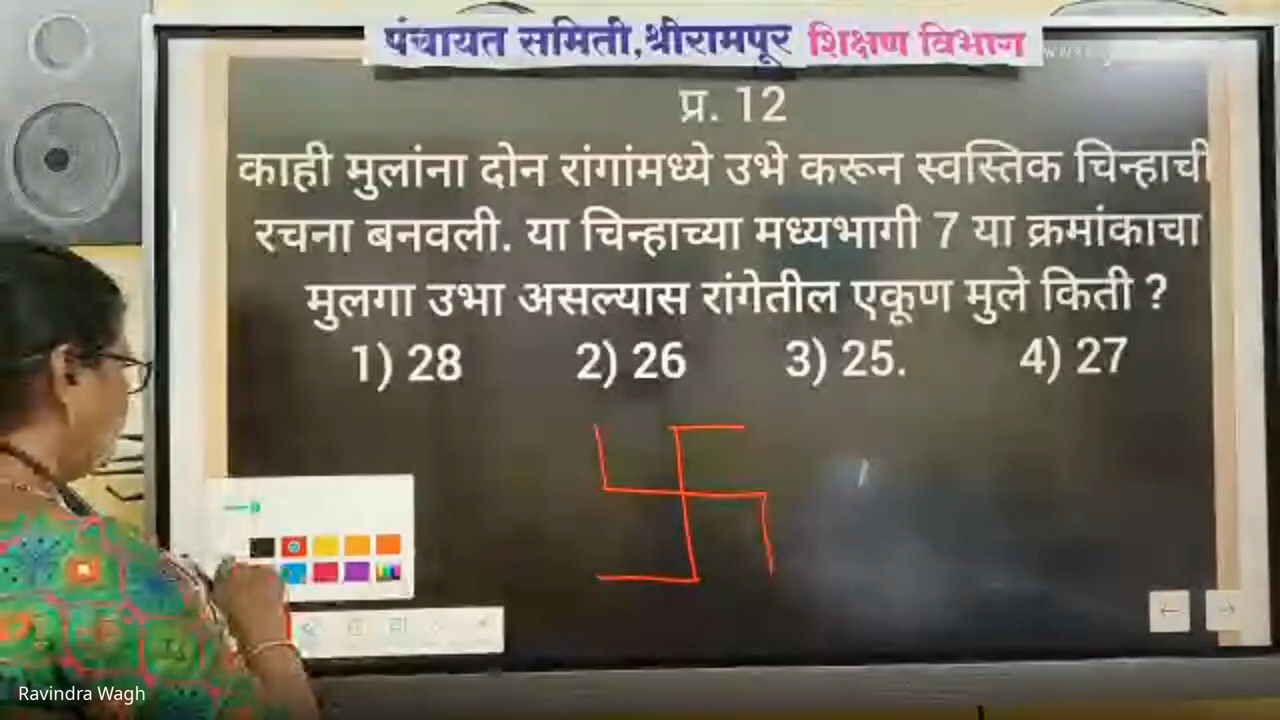 पंचायत समिती,श्रीरामपूर शिक्षण विभाग
प्र. 12
काही मुलांना दोन रांगांमध्ये उभे करून स्वस्तिक चिन्हाची
रचना बनवली. या चिन्हाच्या मध्यभागी 7 या क्रमांकाचा
मुलगा उभा असल्यास रांगेतील एकूण मुले किती ?
1) 28 2) 26 3) 25. 4) 27
Ravindra Wagh